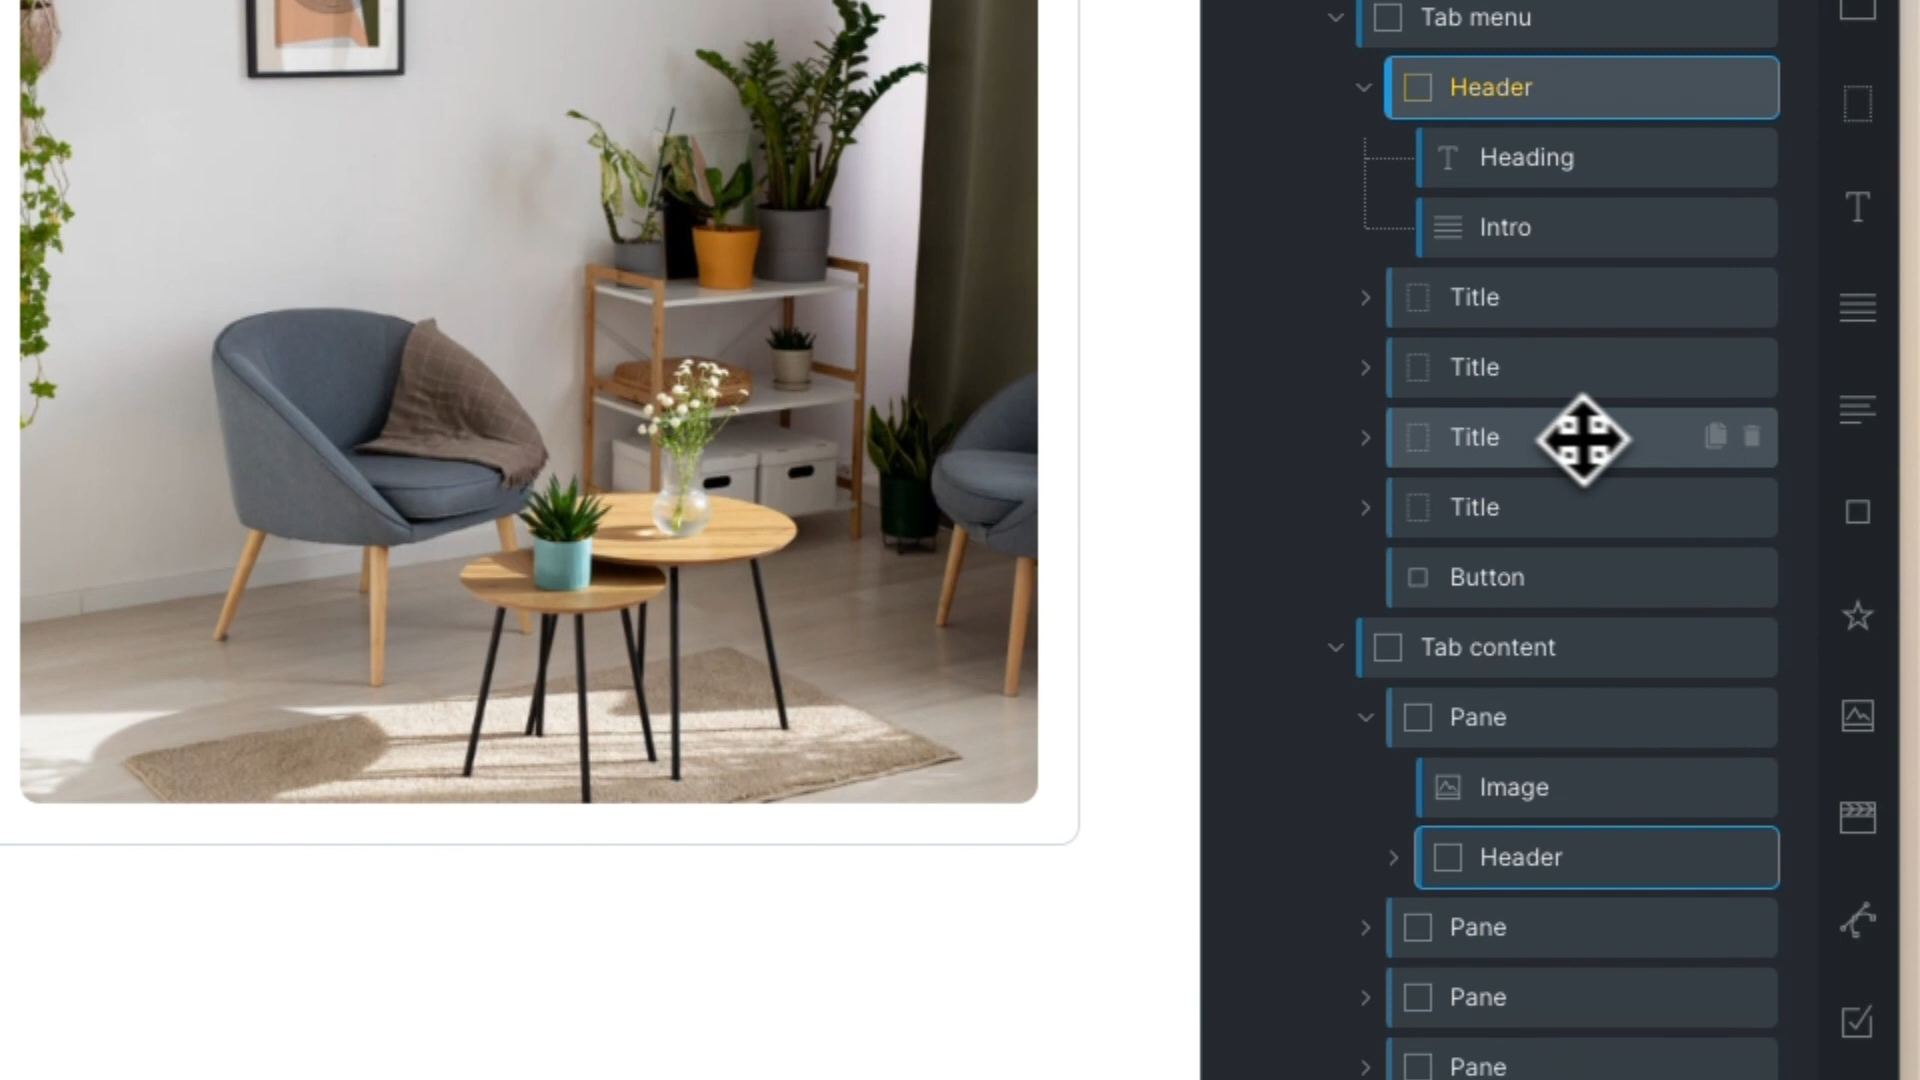 Tab menu
Header
Heading
Intro
Title
Title
Title
Title
Button
Tab content
Pane
Image
Header
Pane
Pane
Pane